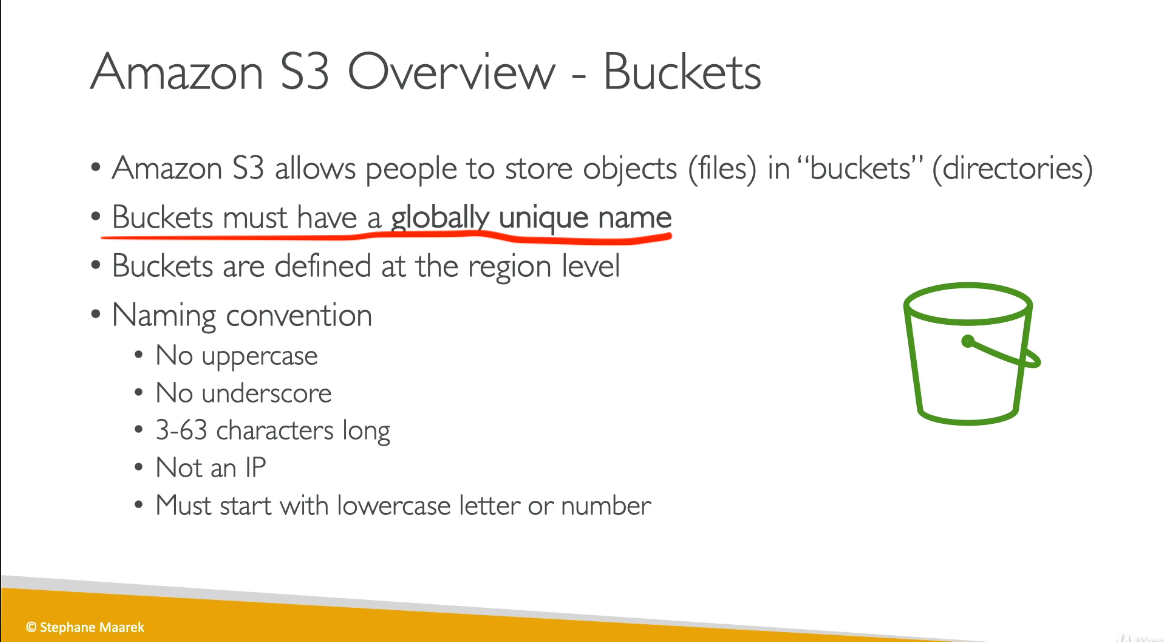 Amazon S3 Overview - Buckets
• Amazon S3 allows people to store objects (files) in “buckets” (directories)
• Buckets must have a globally unique name
• Buckets are defined at the region level
• Naming convention
• No uppercase
• No underscore
• 3-63 characters long
• Not an IP
• Must start with lowercase letter or number
© Stephane Maarek